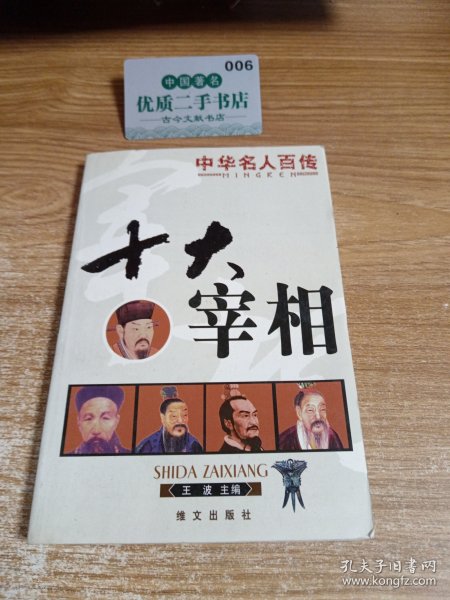 006
中国著名
优质二手书店
古今文献书店
中华名人百传
MINGREN
十大
宰相
SHIDA ZAIXIANG
王 波 主编
维文出版社
孔夫子旧书网
www.kongfz.com